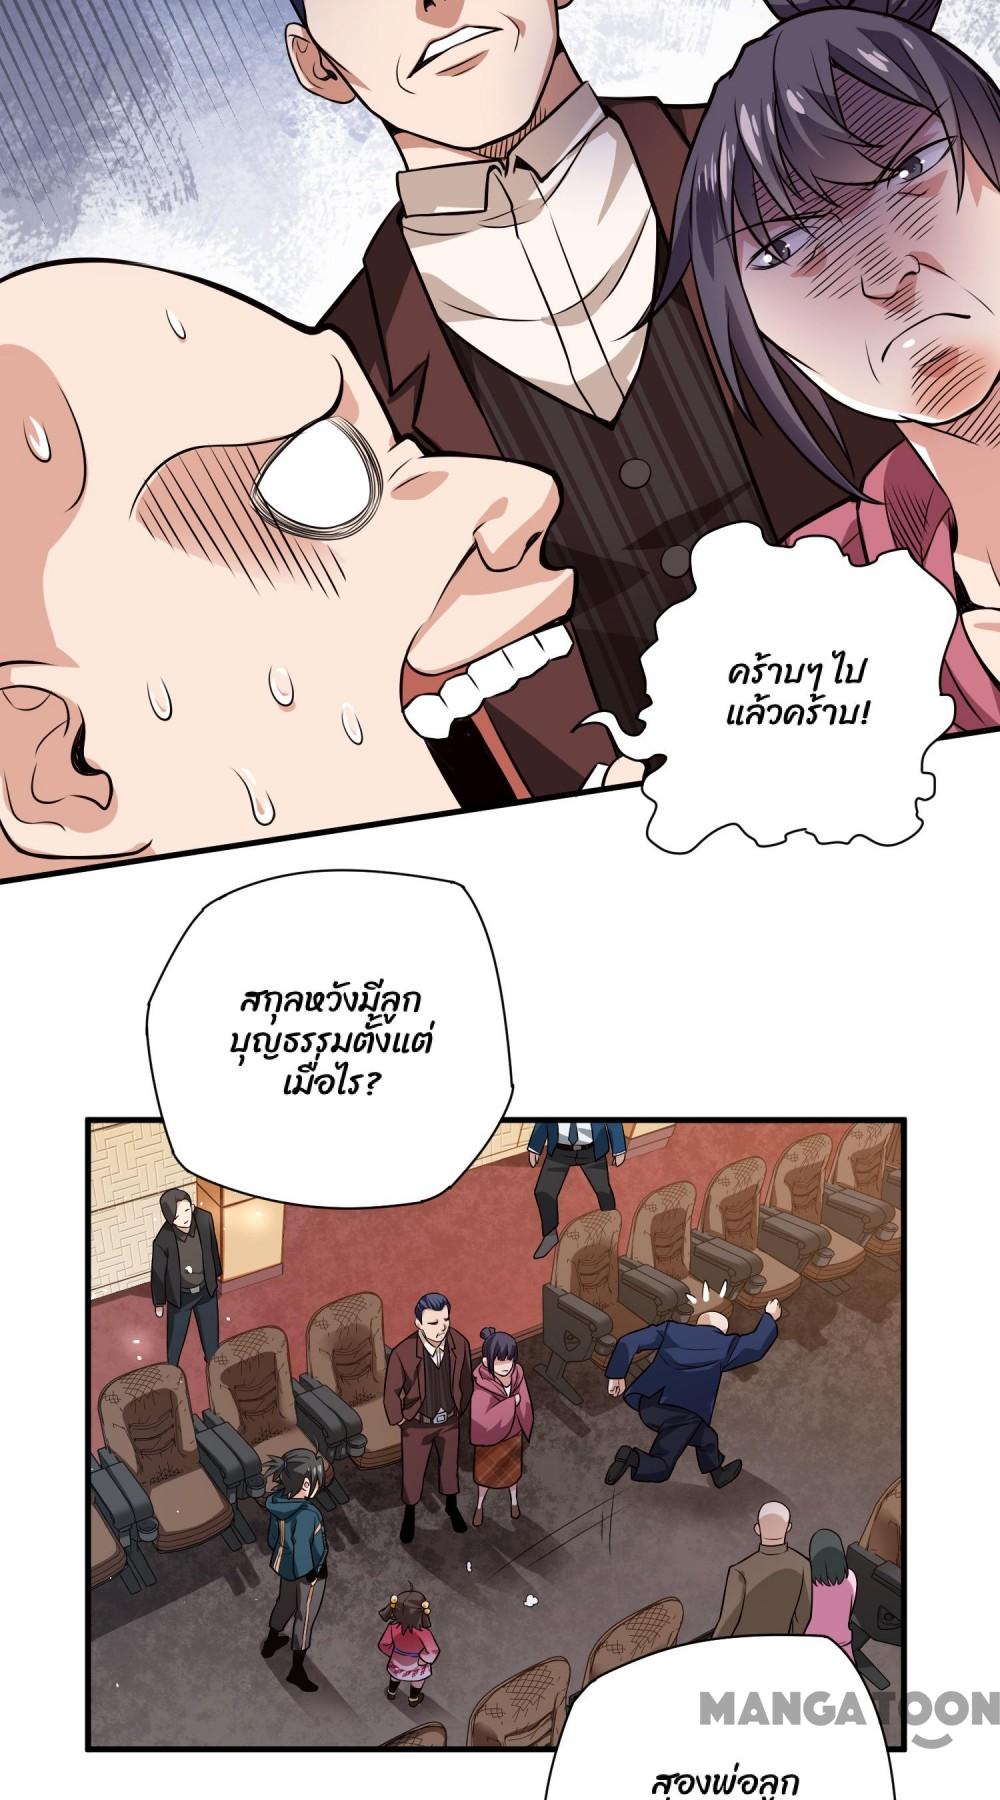 คร้าบๆ ไป
แล้วคร้าบ!
สกุลหวังมีลูก
บุญธรรมตั้งแต่
เมื่อไร?
MANGATOON
สองพ่อลูก